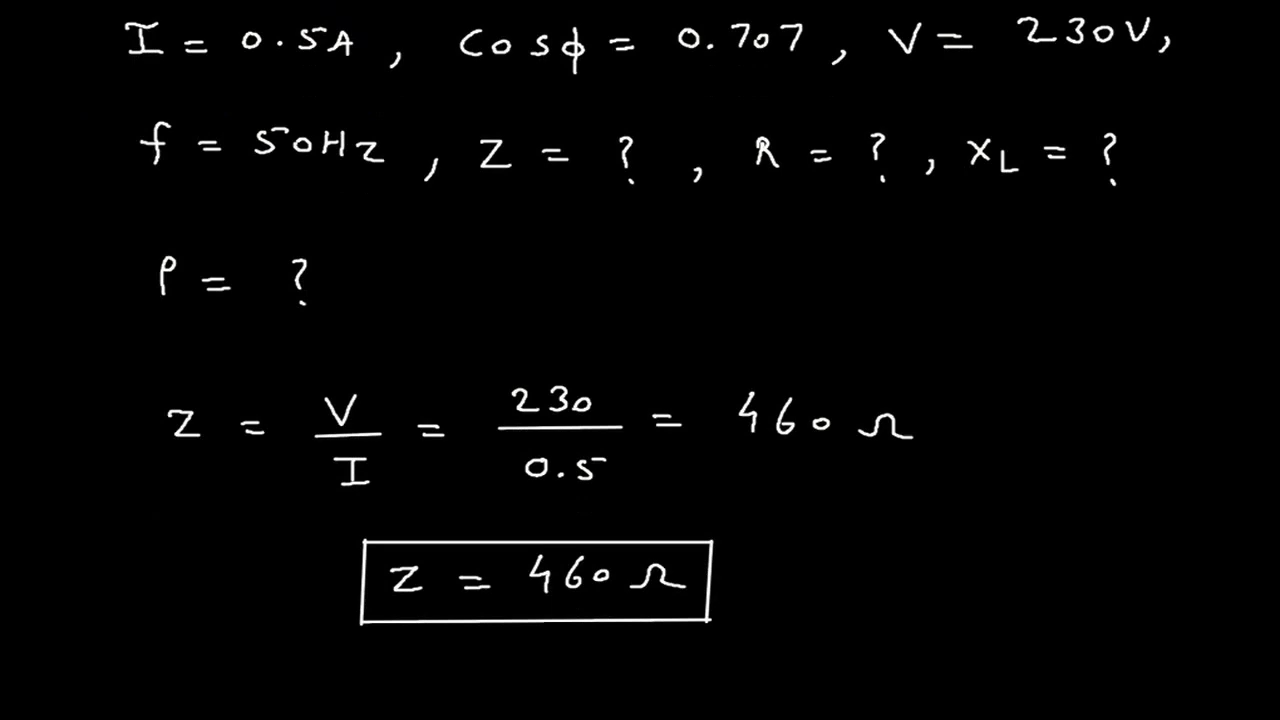 I = 0.5A, cosϕ = 0.707, V = 230V,
f = 50Hz, Z = ?, R = ?, XL = ?
P = ?
Z = V/I = 230/0.5 = 460 Ω
Z = 460 Ω